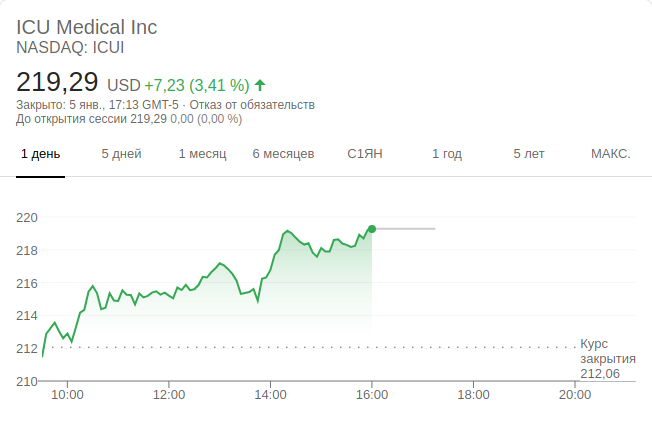 ICU Medical Inc
NASDAQ: ICUI
219,29 USD +7,23 (3,41 %)
Закрыто: 5 янв., 17:13 GMT-5 · Отказ от обязательств
До открытия сессии 219,29 0,00 (0,00 %)
1 день 5 дней 1 месяц 6 месяцев С1ЯН 1 год 5 лет МАКС.
220
218
216
214
212
210
Курс
закрытия
212,06
10:00 12:00 14:00 16:00 18:00 20:00